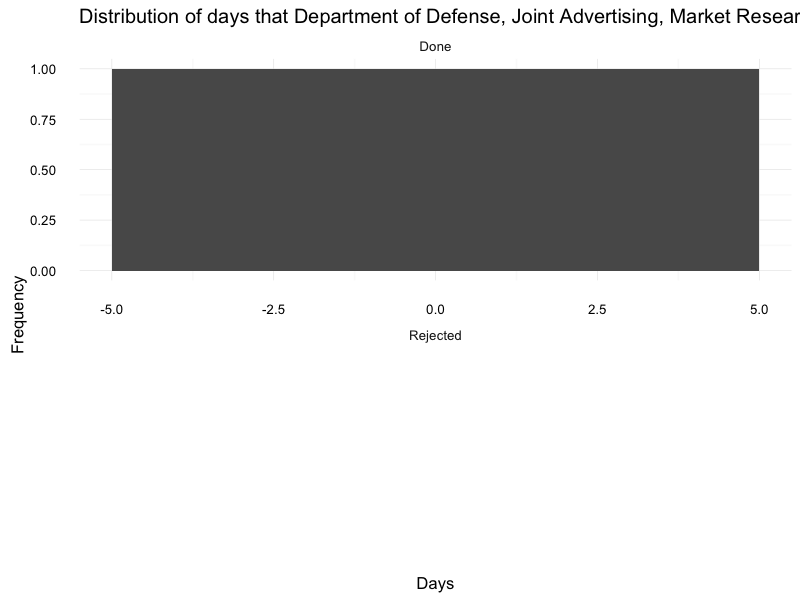 Distribution of days that Department of Defense, Joint Advertising, Market
Done
1.00
0.75
0.50
0.25
0.00
Frequency
-5.0 -2.5 0.0 2.5 5.0
Rejected
Days